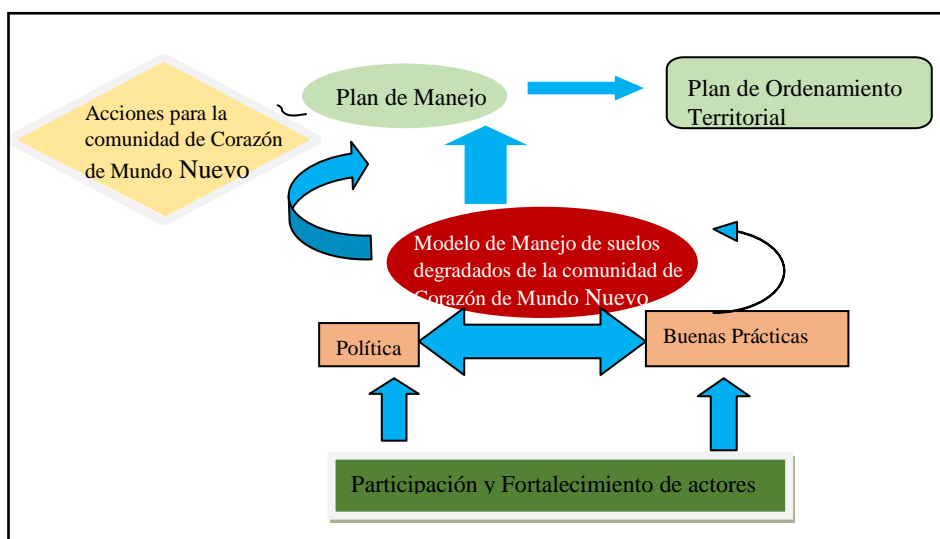 Acciones para la
comunidad de Corazón
de Mundo Nuevo
Plan de Manejo
Plan de Ordenamiento
Territorial
Modelo de Manejo de suelos
degradados de la comunidad de
Corazón de Mundo Nuevo
Política
Buenas Prácticas
Participación y Fortalecimiento de actores